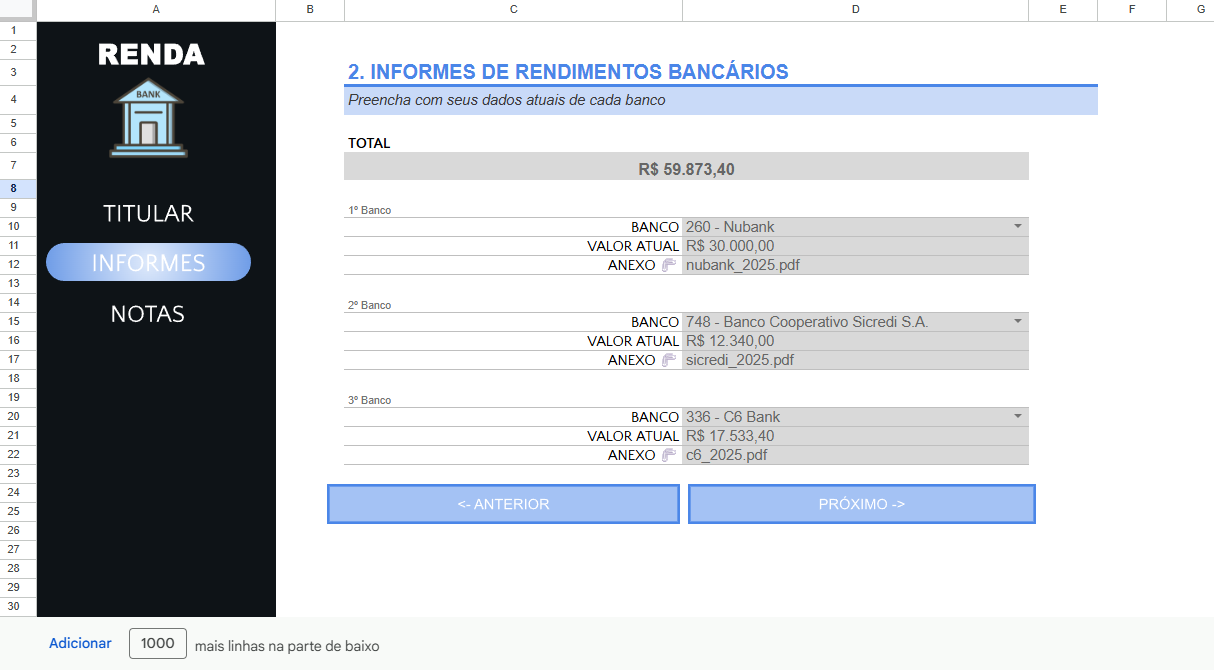 A B C D E F G
1
2 RENDA
3 2. INFORMES DE RENDIMENTOS BANCÁRIOS
BANK
4 Preencha com seus dados atuais de cada banco
5
6 TOTAL
7 R$ 59.873,40
8
9 TITULAR 1º Banco
10 BANCO 260 - Nubank
11 VALOR ATUAL R$ 30.000,00
12 INFORMES ANEXO nubank_2025.pdf
13
14 NOTAS 2º Banco
15 BANCO 748 - Banco Cooperativo Sicredi S.A.
16 VALOR ATUAL R$ 12.340,00
17 ANEXO sicredi_2025.pdf
18
19 3º Banco
20 BANCO 336 - C6 Bank
21 VALOR ATUAL R$ 17.533,40
22 ANEXO c6_2025.pdf
23
24 <- ANTERIOR PRÓXIMO ->
25
26
27
28
29
30
Adicionar 1000 mais linhas na parte de baixo